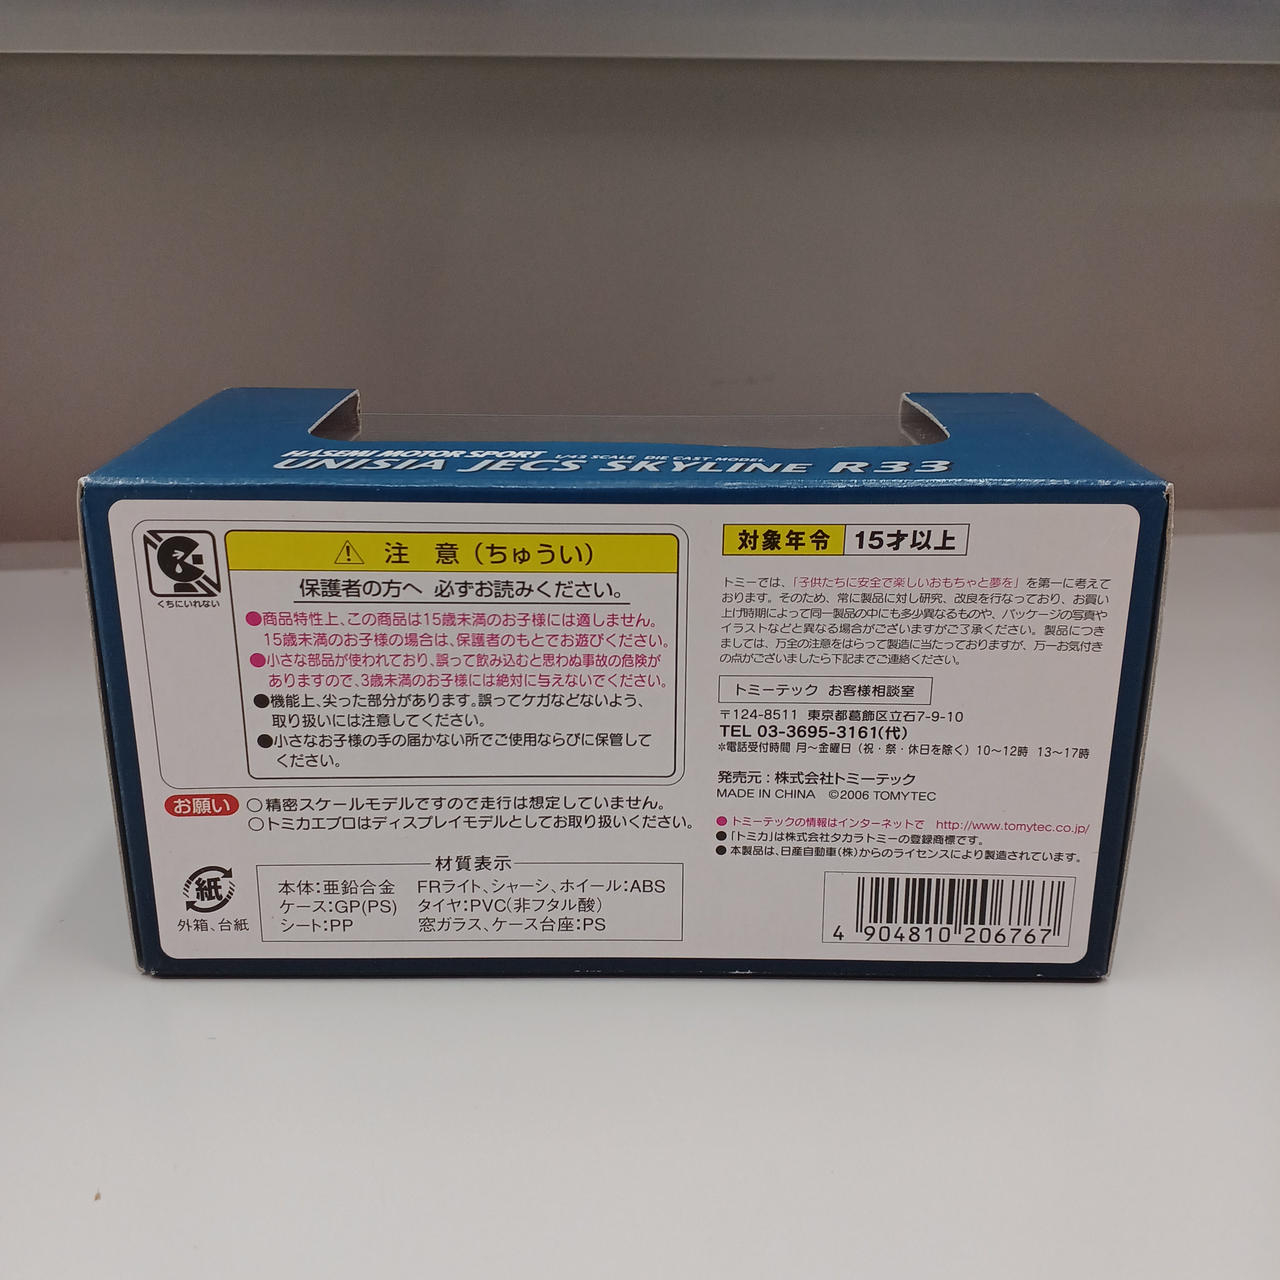 HASEMI MOTOR SPORT 1/43 SCALE DIE CAST MODEL
UNISIA JECS SKYLINE R33
くちにいれない
注 意(ちゅうい)
保護者の方へ 必ずお読みください。
●商品特性上、この商品は15歳未満のお子様には適しません。
15歳未満のお子様の場合は、保護者のもとでお遊びください。
●小さな部品が使われており、誤って飲み込むと思わぬ事故の危険が
ありますので、3歳未満のお子様には絶対に与えないでください。
●機能上、尖った部分があります。誤ってケガなどないよう、
取り扱いには注意してください。
●小さなお子様の手の届かない所でご使用ならびに保管して
ください。
お願い
○精密スケールモデルですので走行は想定していません。
○トミカエブロはディスプレイモデルとしてお取り扱いください。
紙
外箱、台紙
材質表示
本体:亜鉛合金 FRライト、シャーシ、ホイール:ABS
ケース:GP(PS) タイヤ:PVC(非フタル酸)
シート:PP 窓ガラス、ケース台座:PS
対象年令 15才以上
トミーでは、「子供たちに安全で楽しいおもちゃと夢を」を第一に考えて
おります。そのため、常に製品に対し研究、改良を行なっており、お買い
上げ時期によって同一製品の中にも多少異なるものや、パッケージの写真や
イラストなどと異なる場合がございますがご了承ください。製品につき
ましては、万全の注意をはらって製造に当たっておりますが、万一お気付き
の点がございましたら下記までご連絡ください。
トミーテック お客様相談室
〒124-8511 東京都葛飾区立石7-9-10
TEL 03-3695-3161(代)
*電話受付時間 月〜金曜日(祝・祭・休日を除く)10〜12時 13〜17時
発売元:株式会社トミーテック
MADE IN CHINA ©2006 TOMYTEC
●トミーテックの情報はインターネットで http://www.tomytec.co.jp/
●「トミカ」は株式会社タカラトミーの登録商標です。
●本製品は、日産自動車(株)からのライセンスにより製造されています。
4 904810 206767